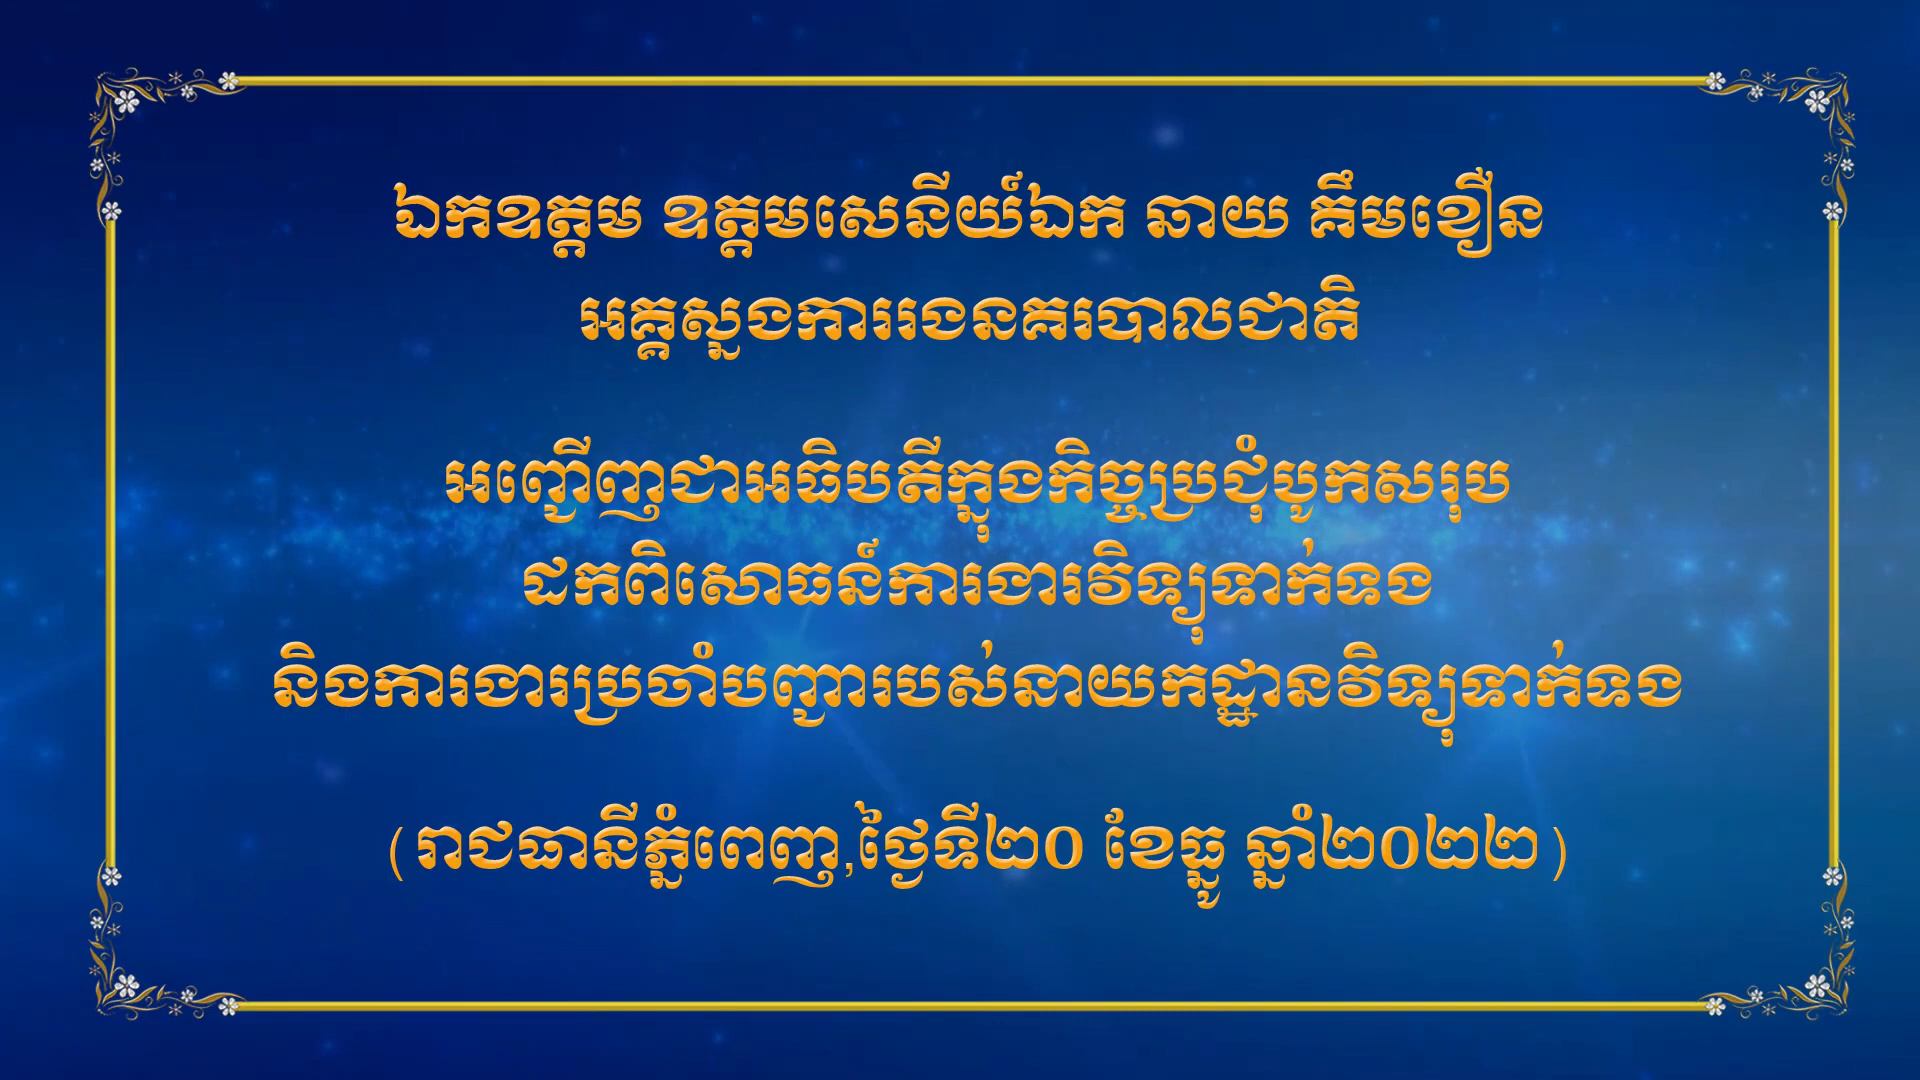 ឯកឧត្តម ឧត្តមសេនីយ៍ឯក ឆាយ គឹមខឿន
អគ្គស្នងការរងនគរបាលជាតិ
អញ្ជើញជាអធិបតីក្នុងកិច្ចប្រជុំបូកសរុប
ដកពិសោធន៍ការងារវិទ្យុទាក់ទង
និងការងារប្រចាំបញ្ជារបស់នាយកដ្ឋានវិទ្យុទាក់ទង
(រាជធានីភ្នំពេញ,ថ្ងៃទី២០ ខែធ្នូ ឆ្នាំ២០២២)